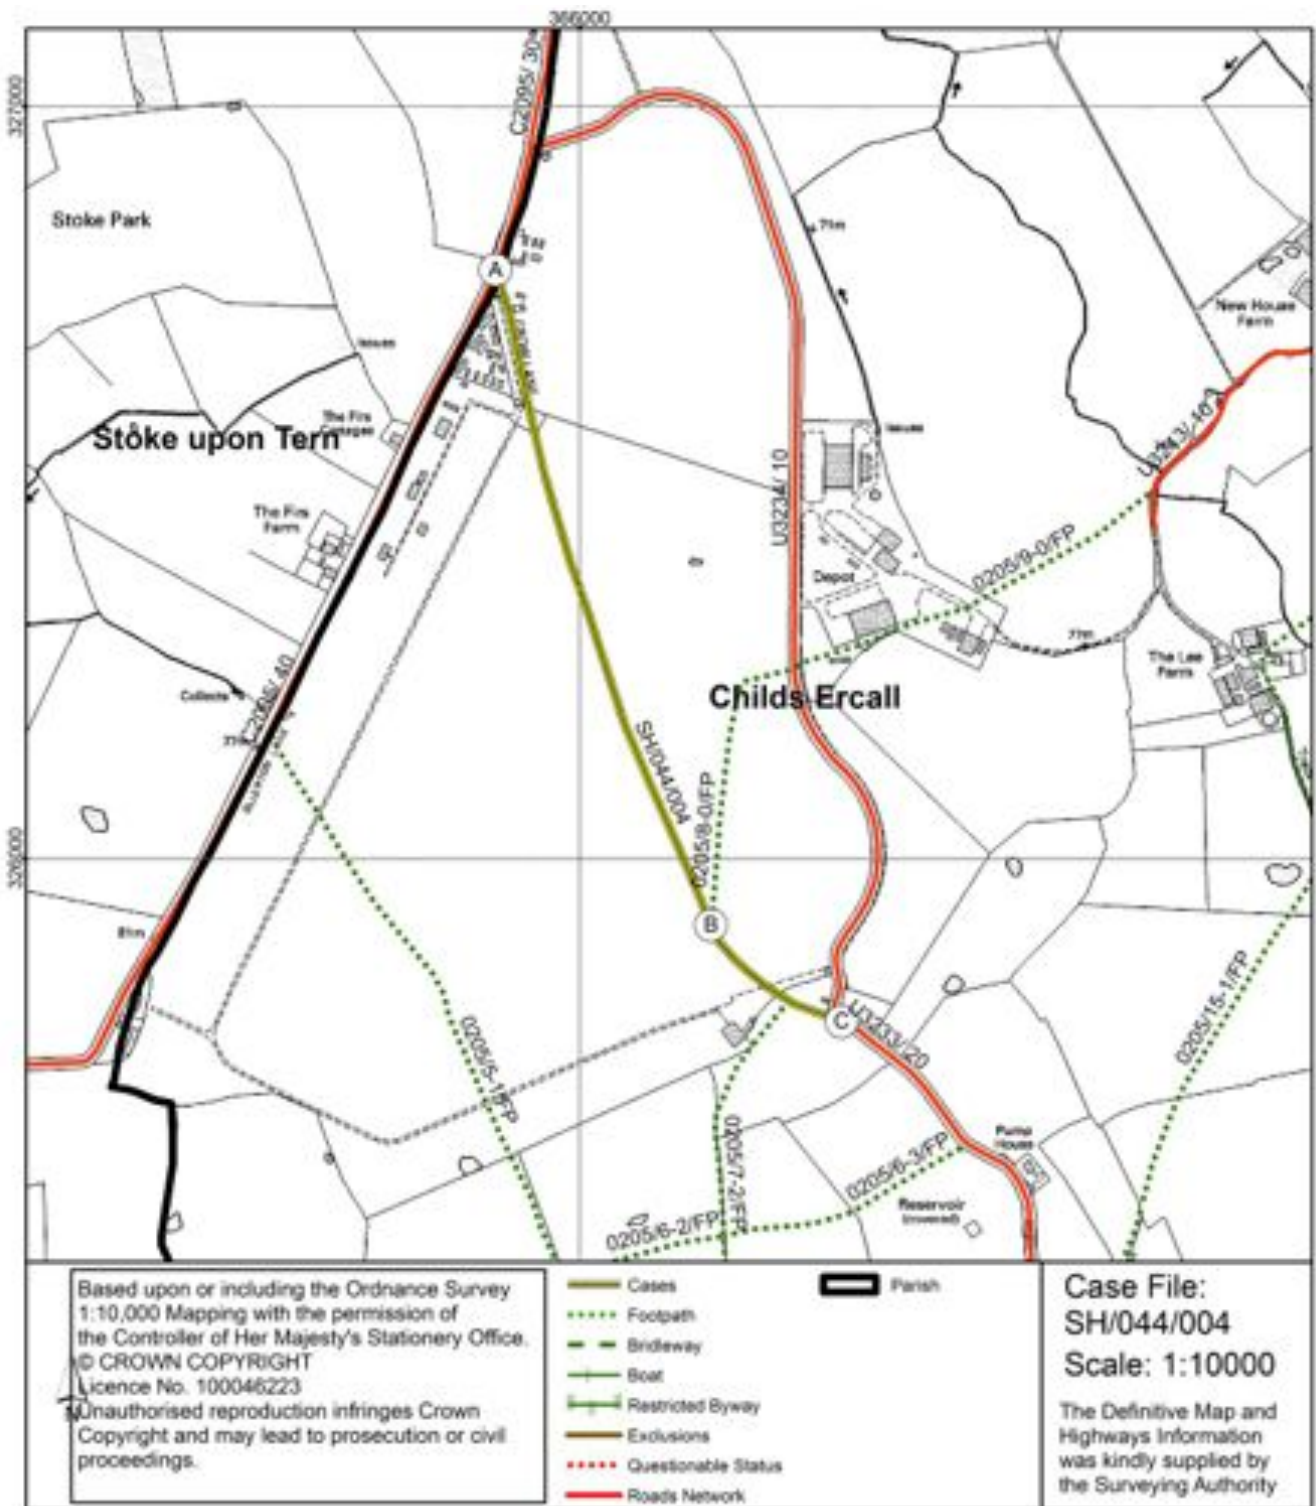 366000
327000
C2095/ 30
Stoke Park
A
71m
New House
Farm
Issues
The Firs
Cottages
Stoke upon Tern
Issues
U3234/ 10
The Firs
Farm
0205/9-0/FP
Depot
77m
The Lea
Farm
Collects
Childs Ercall
77m
SH/044/004
0205/8-0/FP
326000
B
81m
0205/15-1/FP
C
U3233/20
0205/5-1/FP
0205/7-2/FP
0205/6-3/FP
Pump
House
Reservoir
(covered)
0205/6-2/FP
Based upon or including the Ordnance Survey
1:10,000 Mapping with the permission of
the Controller of Her Majesty's Stationery Office.
© CROWN COPYRIGHT
Licence No. 100046223
Unauthorised reproduction infringes Crown
Copyright and may lead to prosecution or civil
proceedings.
Cases
Footpath
Bridleway
Boat
Restricted Byway
Exclusions
Questionable Status
Roads Network
Parish
Case File:
SH/044/004
Scale: 1:10000
The Definitive Map and
Highways Information
was kindly supplied by
the Surveying Authority